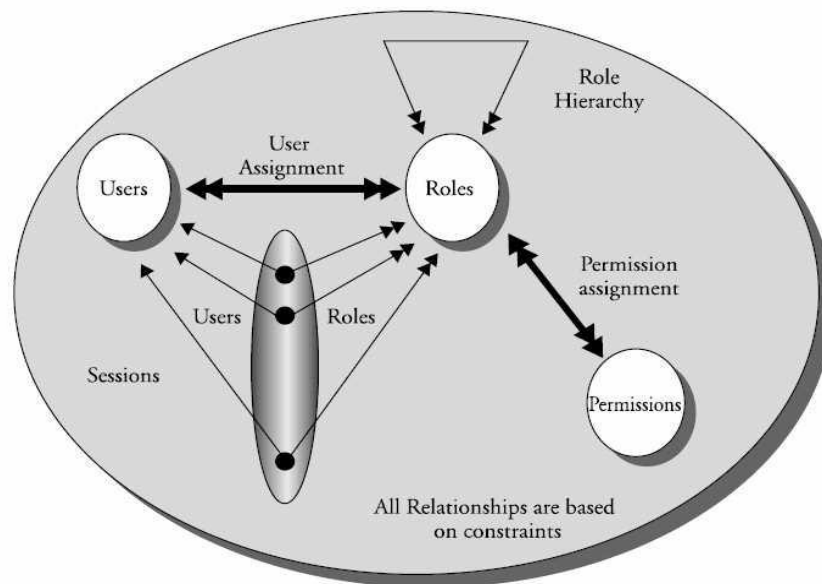 Role
Hierarchy
User
Assignment
Users
Roles
Permission
assignment
Users
Roles
Sessions
Permissions
All Relationships are based
on constraints